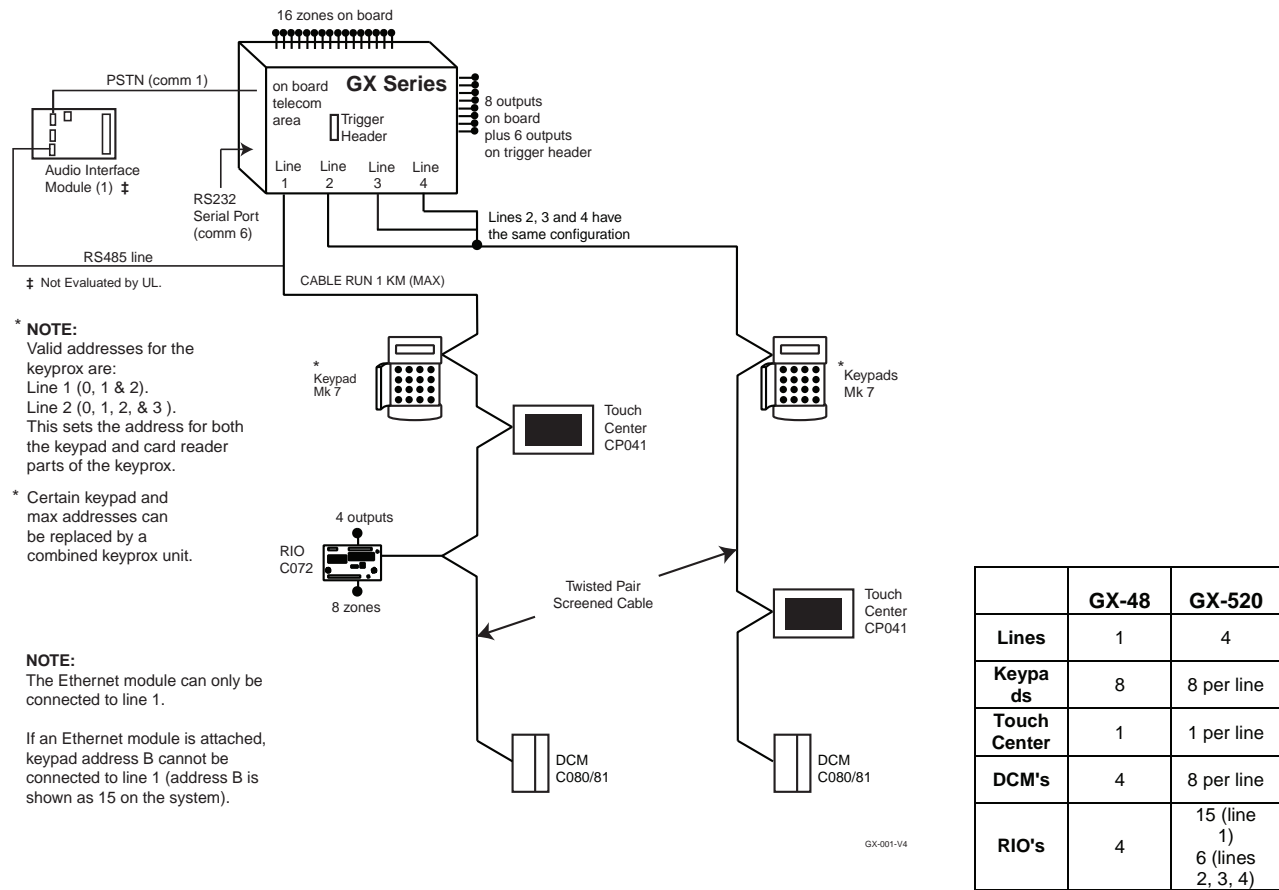 16 zones on board
PSTN (comm 1)
on board
telecom
area
GX Series
Trigger
Header
8 outputs
on board
plus 6 outputs
on trigger header
Line
1
Line
2
Line
3
Line
4
Audio Interface
Module (1) ‡
RS232
Serial Port
(comm 6)
Lines 2, 3 and 4 have
the same configuration
RS485 line
‡ Not Evaluated by UL.
CABLE RUN 1 KM (MAX)
* NOTE:
Valid addresses for the
keyprox are:
Line 1 (0, 1 & 2).
Line 2 (0, 1, 2, & 3 ).
This sets the address for both
the keypad and card reader
parts of the keyprox.
* Certain keypad and
max addresses can
be replaced by a
combined keyprox unit.
*
Keypad
Mk 7
*
Keypads
Mk 7
Touch
Center
CP041
4 outputs
RIO
C072
8 zones
Twisted Pair
Screened Cable
Touch
Center
CP041
NOTE:
The Ethernet module can only be
connected to line 1.
If an Ethernet module is attached,
keypad address B cannot be
connected to line 1 (address B is
shown as 15 on the system).
DCM
C080/81
DCM
C080/81
GX-001-V4
GX-48 GX-520
Lines 1 4
Keypa
ds 8 8 per line
Touch
Center 1 1 per line
DCM's 4 8 per line
RIO's 4 15 (line
1)
6 (lines
2, 3, 4)